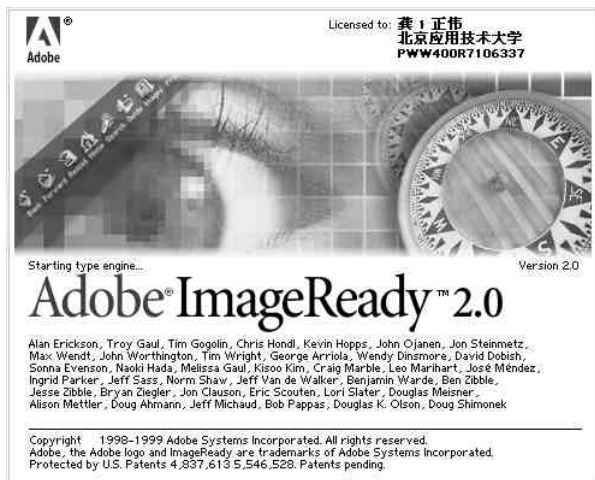 Adobe
Licensed to: 龚 1 正伟
北京应用技术大学
PWW400R7106337
Starting type engine...
Version 2.0
Adobe® ImageReady™ 2.0
Alan Erickson, Troy Gaul, Tim Gogolin, Chris Hondl, Kevin Hopps, John Ojanen, Jon Steinmetz,
Max Wendt, John Worthington, Tim Wright, George Arriola, Wendy Dinsmore, David Dobish,
Sonna Evenson, Naoki Hada, Melissa Gaul, Kisoo Kim, Craig Marble, Leo Marihart, José Méndez,
Ingrid Parker, Jeff Sass, Norm Shaw, Jeff Van de Walker, Benjamin Warde, Ben Zibble,
Jesse Zibble, Bryan Ziegler, Jon Clauson, Eric Scouten, Lori Slater, Douglas Meisner,
Alison Mettler, Doug Ahmann, Jeff Michaud, Bob Pappas, Douglas K. Olson, Doug Shimonek
Copyright 1998-1999 Adobe Systems Incorporated. All rights reserved.
Adobe, the Adobe logo and ImageReady are trademarks of Adobe Systems Incorporated.
Protected by U.S. Patents 4,837,613 5,546,528. Patents pending.